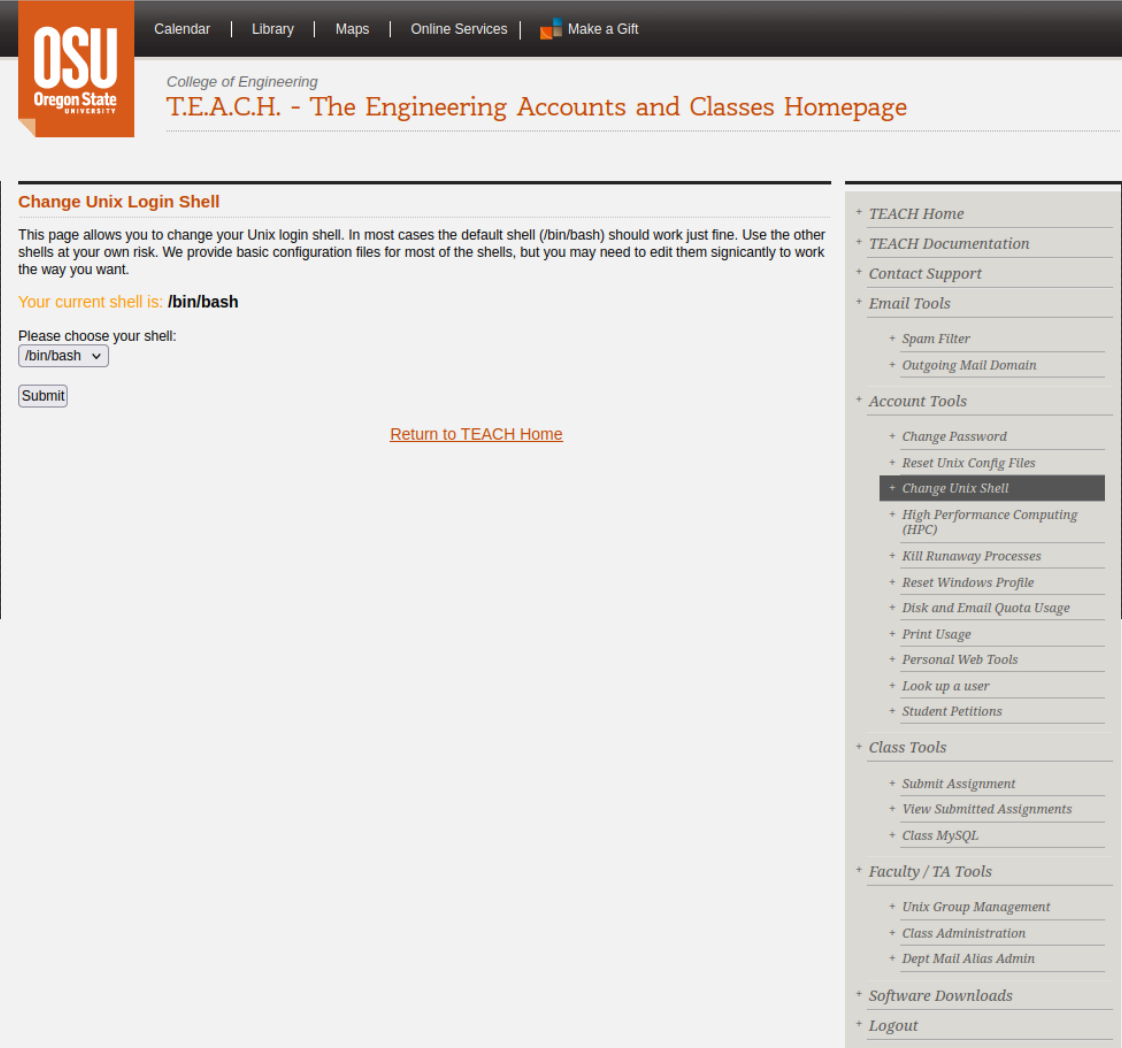 Calendar
Library
Maps
Online Services
Make a Gift
OSU
Oregon State
UNIVERSITY
College of Engineering
T.E.A.C.H. - The Engineering Accounts and Classes Homepage
Change Unix Login Shell
This page allows you to change your Unix login shell. In most cases the default shell (/bin/bash) should work just fine. Use the other
shells at your own risk. We provide basic configuration files for most of the shells, but you may need to edit them signicantly to work
the way you want.
Your current shell is: /bin/bash
Please choose your shell:
/bin/bash
Submit
Return to TEACH Home
+ TEACH Home
+ TEACH Documentation
+ Contact Support
+ Email Tools
+ Spam Filter
+ Outgoing Mail Domain
+ Account Tools
+ Change Password
+ Reset Unix Config Files
+ Change Unix Shell
+ High Performance Computing
(HPC)
+ Kill Runaway Processes
+ Reset Windows Profile
+ Disk and Email Quota Usage
+ Print Usage
+ Personal Web Tools
+ Look up a user
+ Student Petitions
+ Class Tools
+ Submit Assignment
+ View Submitted Assignments
+ Class MySQL
+ Faculty / TA Tools
+ Unix Group Management
+ Class Administration
+ Dept Mail Alias Admin
+ Software Downloads
+ Logout